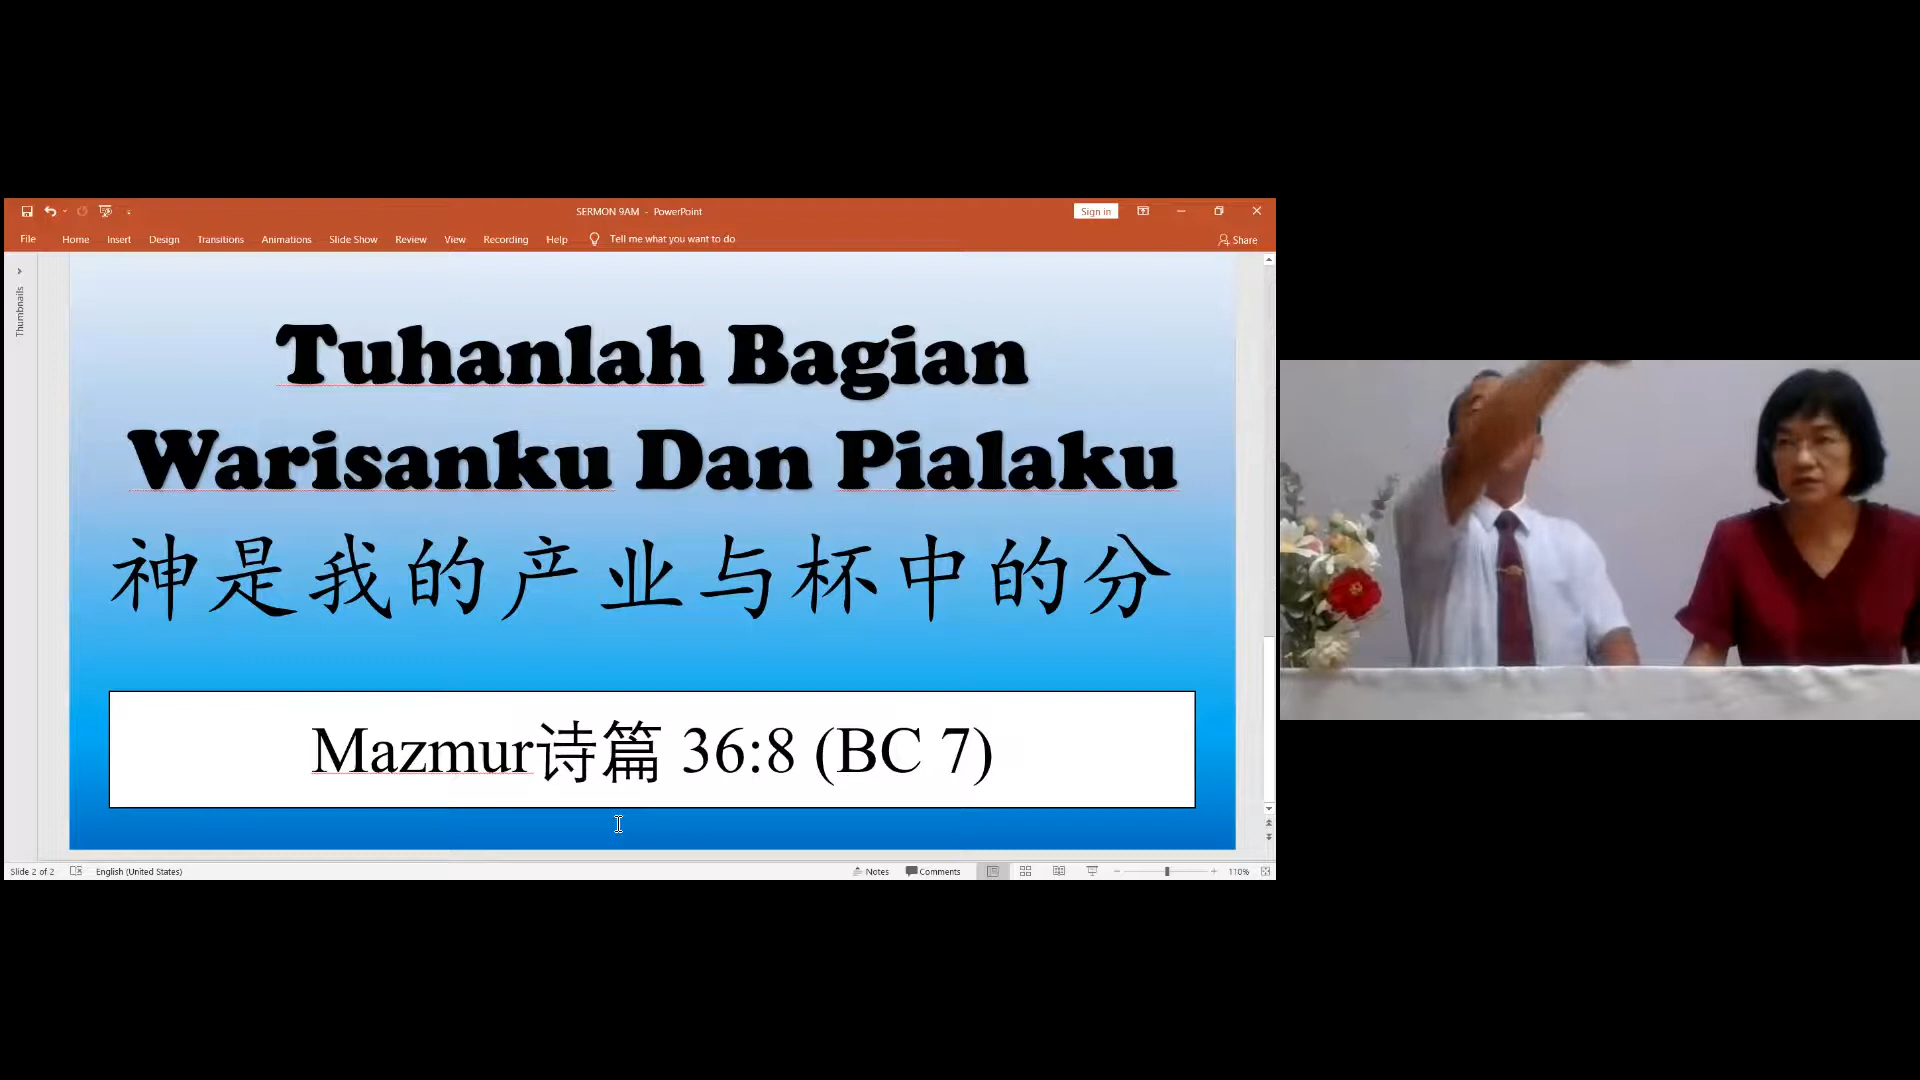 SERMON 9AM - PowerPoint
Sign in
File Home Insert Design Transitions Animations Slide Show Review View Recording Help Tell me what you want to do Share
Thumbnails
Tuhanlah Bagian
Warisanku Dan Pialaku
神是我的产业与杯中的分
Mazmur诗篇 36:8 (BC 7)
Slide 2 of 2 English (United States) Notes Comments 110%